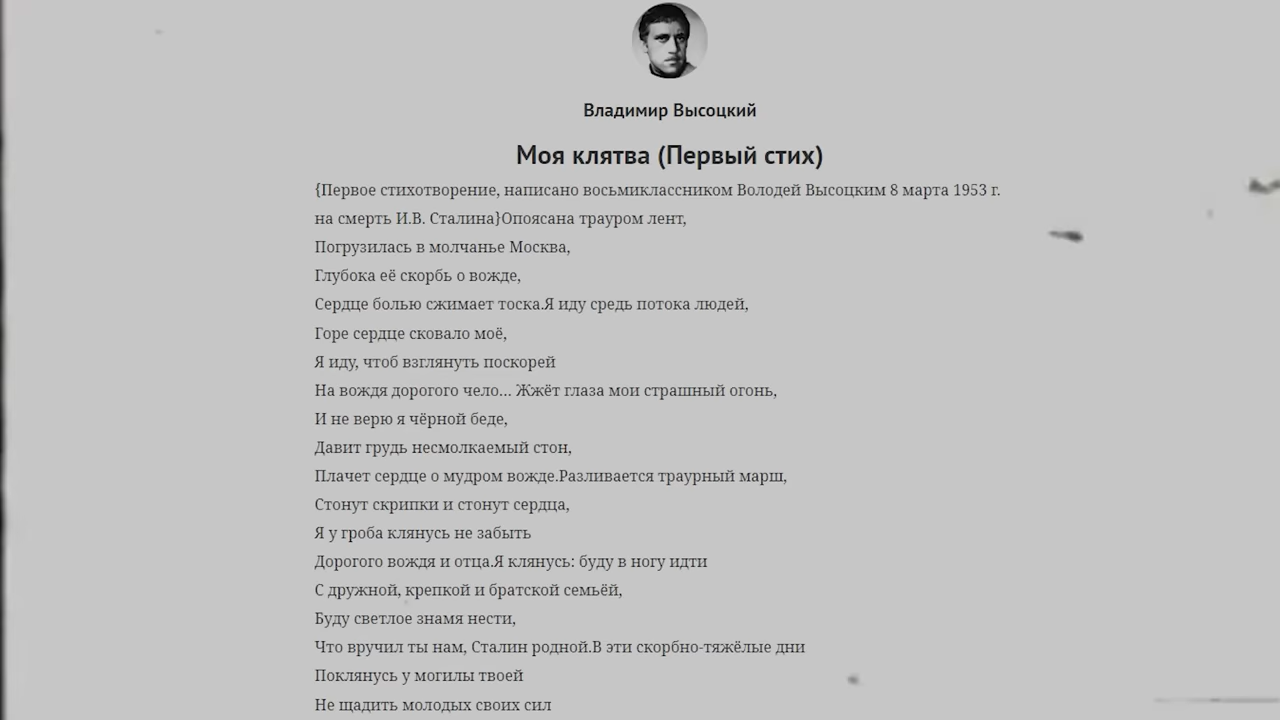 Владимир Высоцкий
Моя клятва (Первый стих)
{Первое стихотворение, написано восьмиклассником Володей Высоцким 8 марта 1953 г.
на смерть И.В. Сталина}Опоясана трауром лент,
Погрузилась в молчанье Москва,
Глубока её скорбь о вожде,
Сердце болью сжимает тоска.Я иду средь потока людей,
Горе сердце сковало моё,
Я иду, чтоб взглянуть поскорей
На вождя дорогого чело... Жжёт глаза мои страшный огонь,
И не верю я чёрной беде,
Давит грудь несмолкаемый стон,
Плачет сердце о мудром вожде.Разливается траурный марш,
Стонут скрипки и стонут сердца,
Я у гроба клянусь не забыть
Дорогого вождя и отца.Я клянусь: буду в ногу идти
С дружной, крепкой и братской семьёй,
Буду светлое знамя нести,
Что вручил ты нам, Сталин родной.В эти скорбно-тяжёлые дни
Поклянусь у могилы твоей
Не щадить молодых своих сил